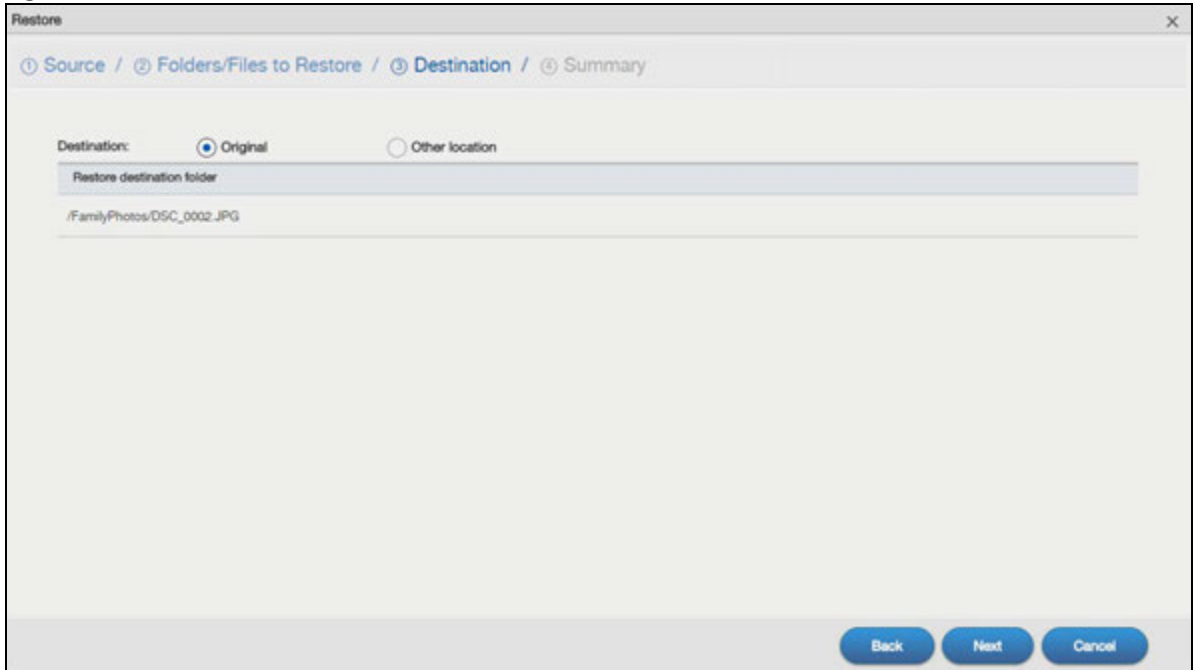 Restore
① Source / ② Folders/Files to Restore / ③ Destination / ④ Summary
Destination: Original Other location
Restore destination folder
/FamilyPhotos/DSC_0002.JPG
Back Next Cancel